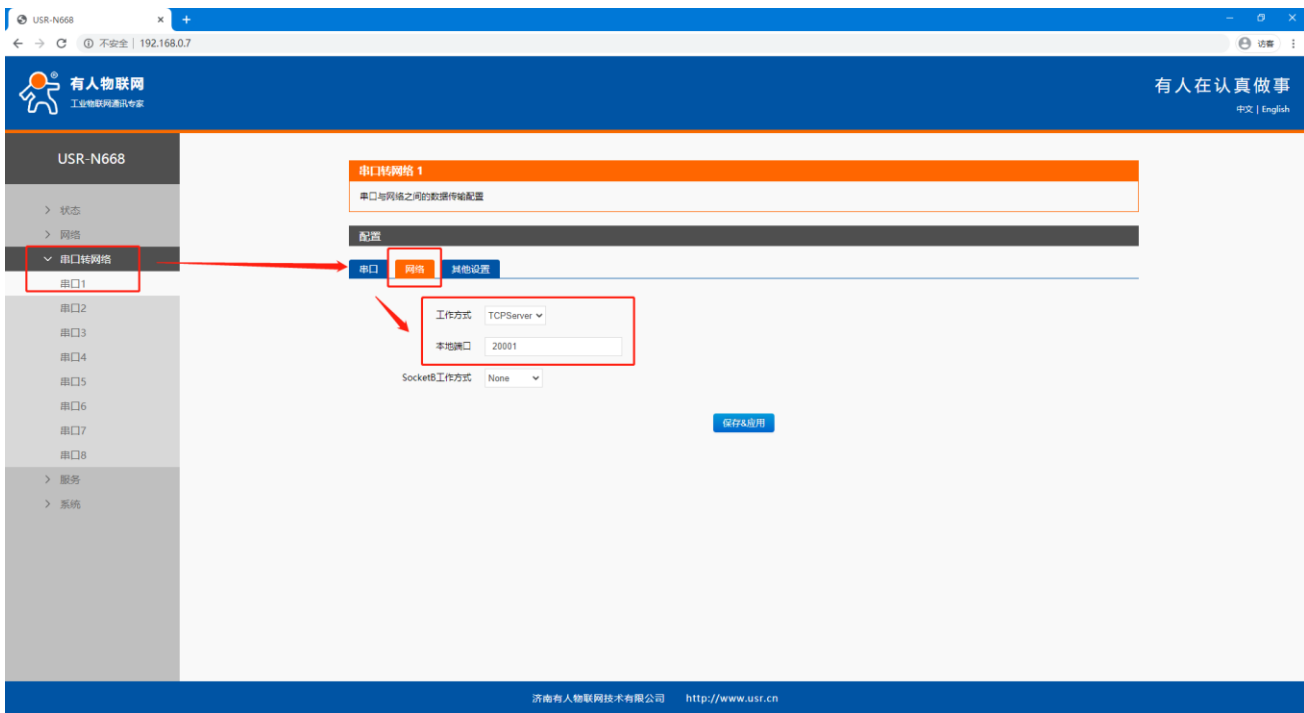 USR-N668
不安全 | 192.168.0.7
访客
有人物联网
工业物联网通讯专家
有人在认真做事
中文 | English
USR-N668
状态
网络
串口转网络
串口1
串口2
串口3
串口4
串口5
串口6
串口7
串口8
服务
系统
串口转网络 1
串口与网络之间的数据传输配置
配置
串口 网络 其他设置
工作方式 TCPServer
本地端口 20001
SocketB工作方式 None
保存&应用
济南有人物联网技术有限公司 http://www.usr.cn